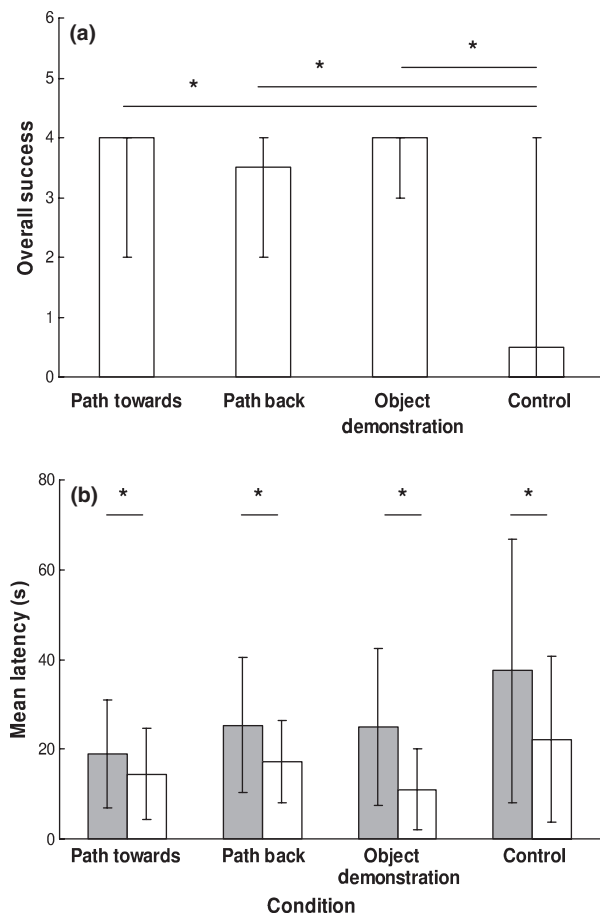 (a)
6
5
4
3
2
1
0
Overall success
*
*
*
Path towards Path back Object demonstration Control
(b)
80
60
40
20
0
Mean latency (s)
* * * *
Path towards Path back Object demonstration Control
Condition